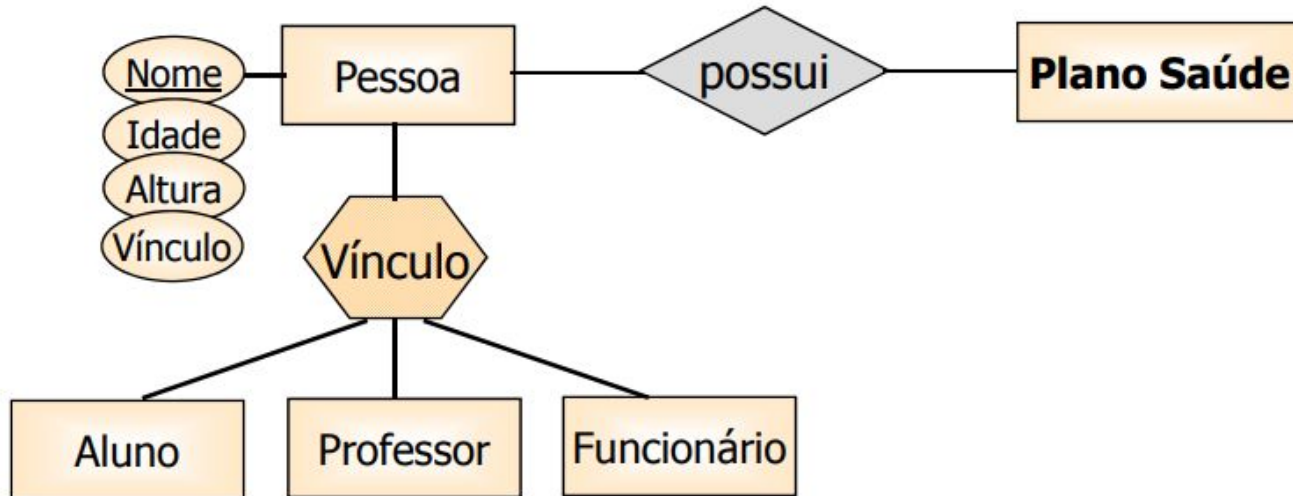 Nome
Pessoa
possui
Plano Saúde
Idade
Altura
Vínculo
Vínculo
Aluno
Professor
Funcionário